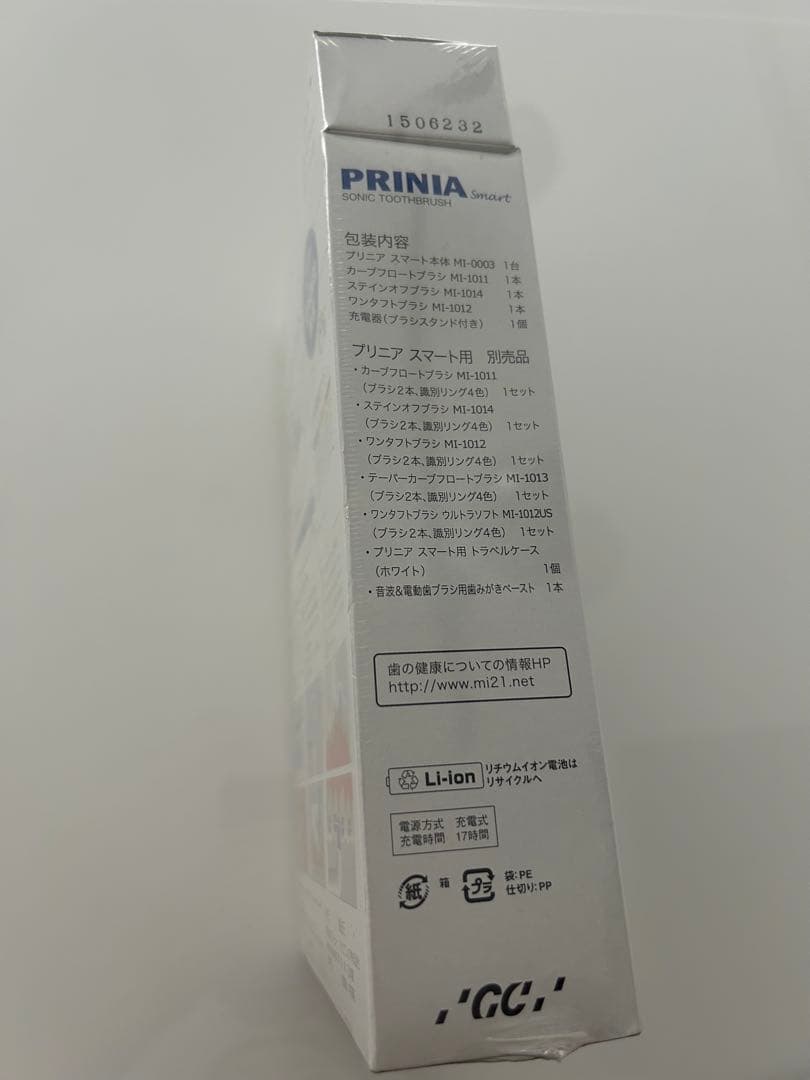 1506232
PRINIA Smart
SONIC TOOTHBRUSH
包装内容
プリニア スマート本体 MI-0003 1台
カーブフロートブラシ MI-1011 1本
ステインオフブラシ MI-1014 1本
ワンタフトブラシ MI-1012 1本
充電器(ブラシスタンド付き) 1個
プリニア スマート用 別売品
・カーブフロートブラシ MI-1011
(ブラシ2本、識別リング4色) 1セット
・ステインオフブラシ MI-1014
(ブラシ2本、識別リング4色) 1セット
・ワンタフトブラシ MI-1012
(ブラシ2本、識別リング4色) 1セット
・テーパーカーブフロートブラシ MI-1013
(ブラシ2本、識別リング4色) 1セット
・ワンタフトブラシ ウルトラソフト MI-1012US
(ブラシ2本、識別リング4色) 1セット
・プリニア スマート用 トラベルケース
(ホワイト) 1個
・音波&電動歯ブラシ用歯みがきペースト 1本
歯の健康についての情報HP
http://www.mi21.net
Li-ion
リチウムイオン電池は
リサイクルへ
電源方式 充電式
充電時間 17時間
紙 箱
プラ 袋:PE
仕切り:PP
GC